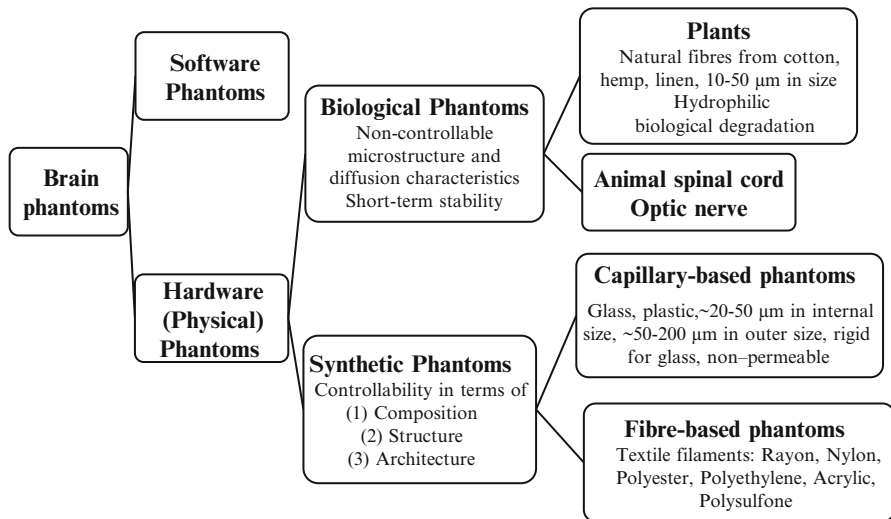 Brain
phantoms
Software
Phantoms
Hardware
(Physical)
Phantoms
Biological Phantoms
Non-controllable
microstructure and
diffusion characteristics
Short-term stability
Synthetic Phantoms
Controllability in terms of
(1) Composition
(2) Structure
(3) Architecture
Plants
Natural fibres from cotton,
hemp, linen, 10-50 μm in size
Hydrophilic
biological degradation
Animal spinal cord
Optic nerve
Capillary-based phantoms
Glass, plastic,~20-50 μm in internal
size, ~50-200 μm in outer size, rigid
for glass, non–permeable
Fibre-based phantoms
Textile filaments: Rayon, Nylon,
Polyester, Polyethylene, Acrylic,
Polysulfone